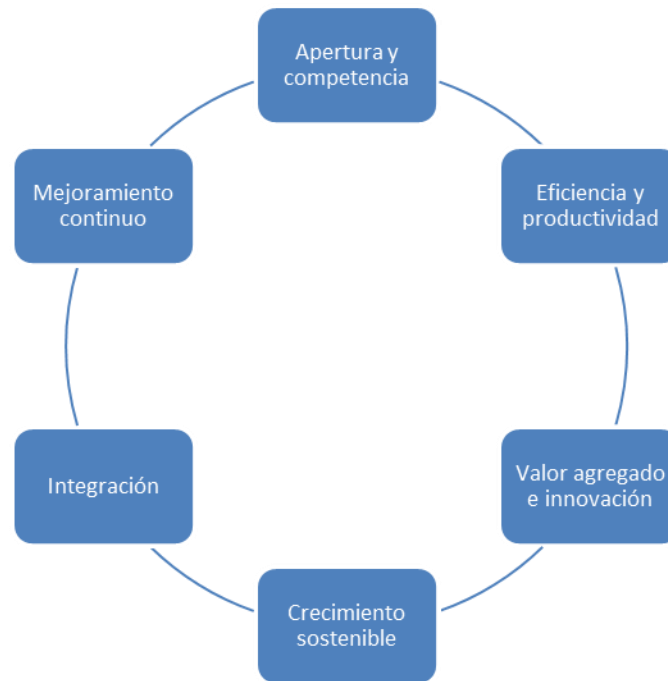 Apertura y
competencia
Eficiencia y
productividad
Valor agregado
e innovación
Crecimiento
sostenible
Integración
Mejoramiento
continuo